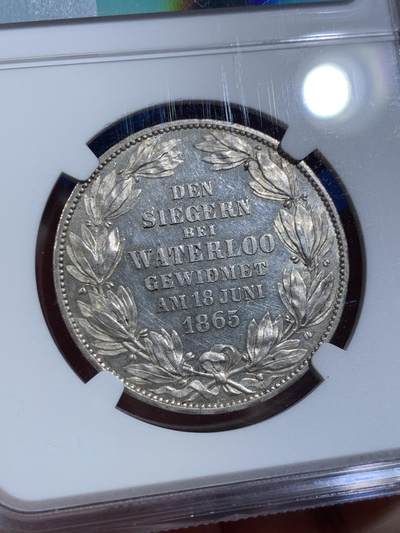 DEN
SIEGERN
BEI
WATERLOO
GEWIDMET
AM 18 JUNI
1865